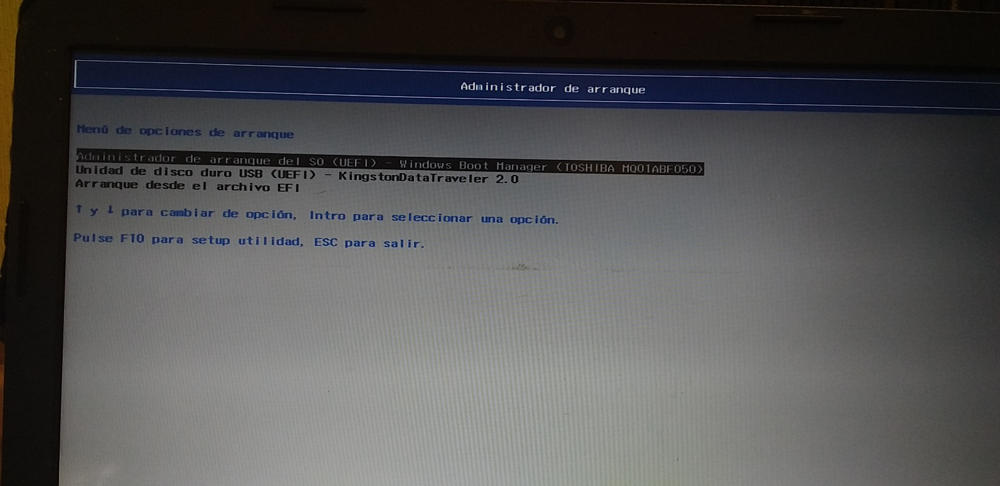 Administrador de arranque
Menú de opciones de arranque
Administrador de arranque del SO (UEFI) - Windows Boot Manager (TOSHIBA MQ01ABF050)
Unidad de disco duro USB (UEFI) - KingstonDataTraveler 2.0
Arranque desde el archivo EFI
↑ y ↓ para cambiar de opción, Intro para seleccionar una opción.
Pulse F10 para setup utilidad, ESC para salir.